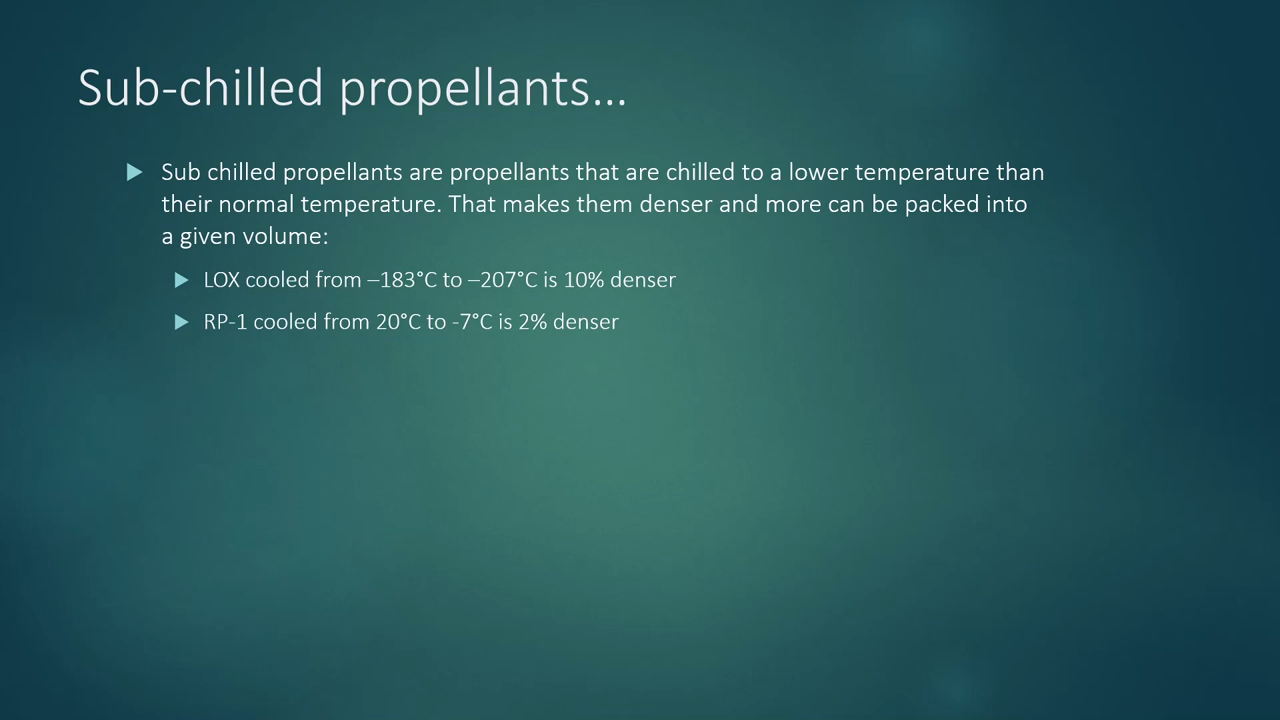 Sub-chilled propellants...
Sub chilled propellants are propellants that are chilled to a lower temperature than
their normal temperature. That makes them denser and more can be packed into
a given volume:
LOX cooled from –183°C to –207°C is 10% denser
RP-1 cooled from 20°C to -7°C is 2% denser